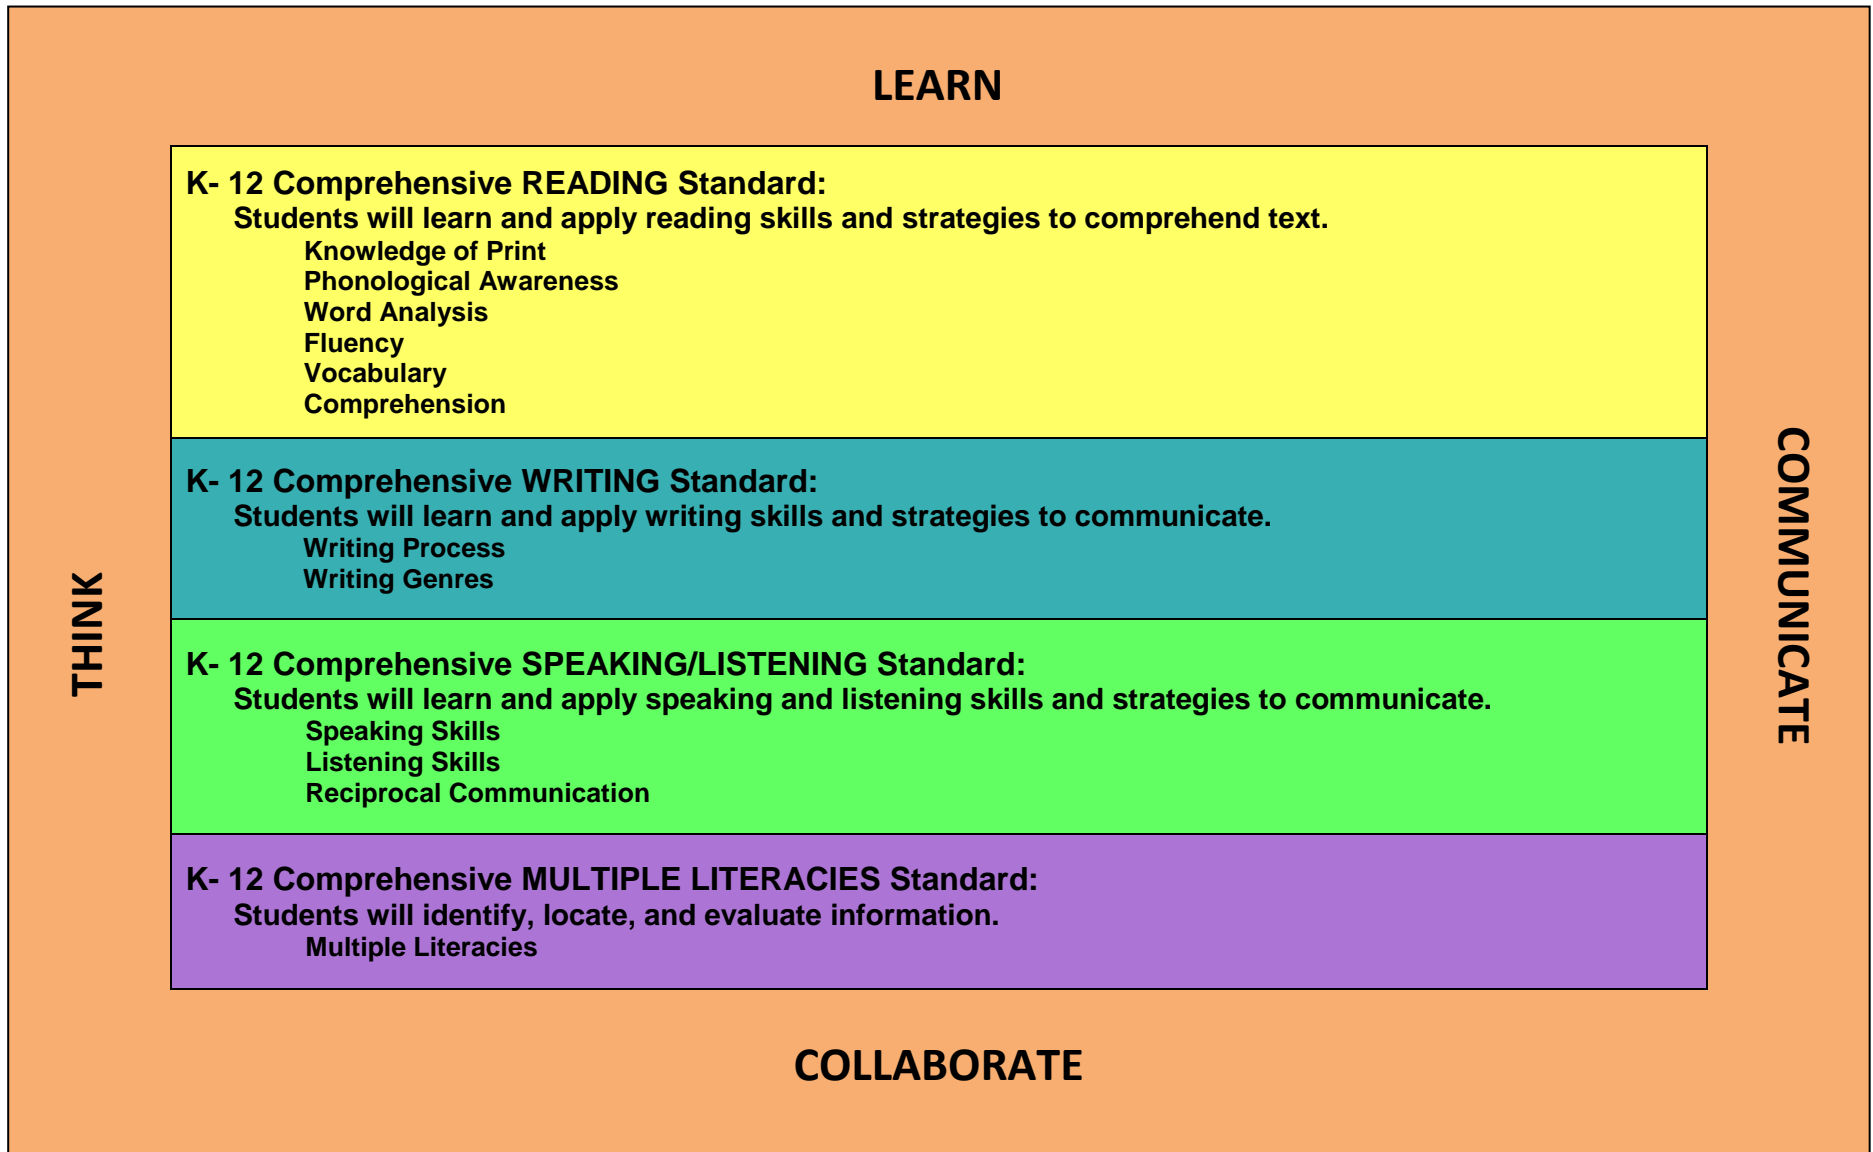 LEARN
K- 12 Comprehensive READING Standard:
Students will learn and apply reading skills and strategies to comprehend text.
Knowledge of Print
Phonological Awareness
Word Analysis
Fluency
Vocabulary
Comprehension
K- 12 Comprehensive WRITING Standard:
Students will learn and apply writing skills and strategies to communicate.
Writing Process
Writing Genres
K- 12 Comprehensive SPEAKING/LISTENING Standard:
Students will learn and apply speaking and listening skills and strategies to communicate.
Speaking Skills
Listening Skills
Reciprocal Communication
K- 12 Comprehensive MULTIPLE LITERACIES Standard:
Students will identify, locate, and evaluate information.
Multiple Literacies
THINK
COMMUNICATE
COLLABORATE